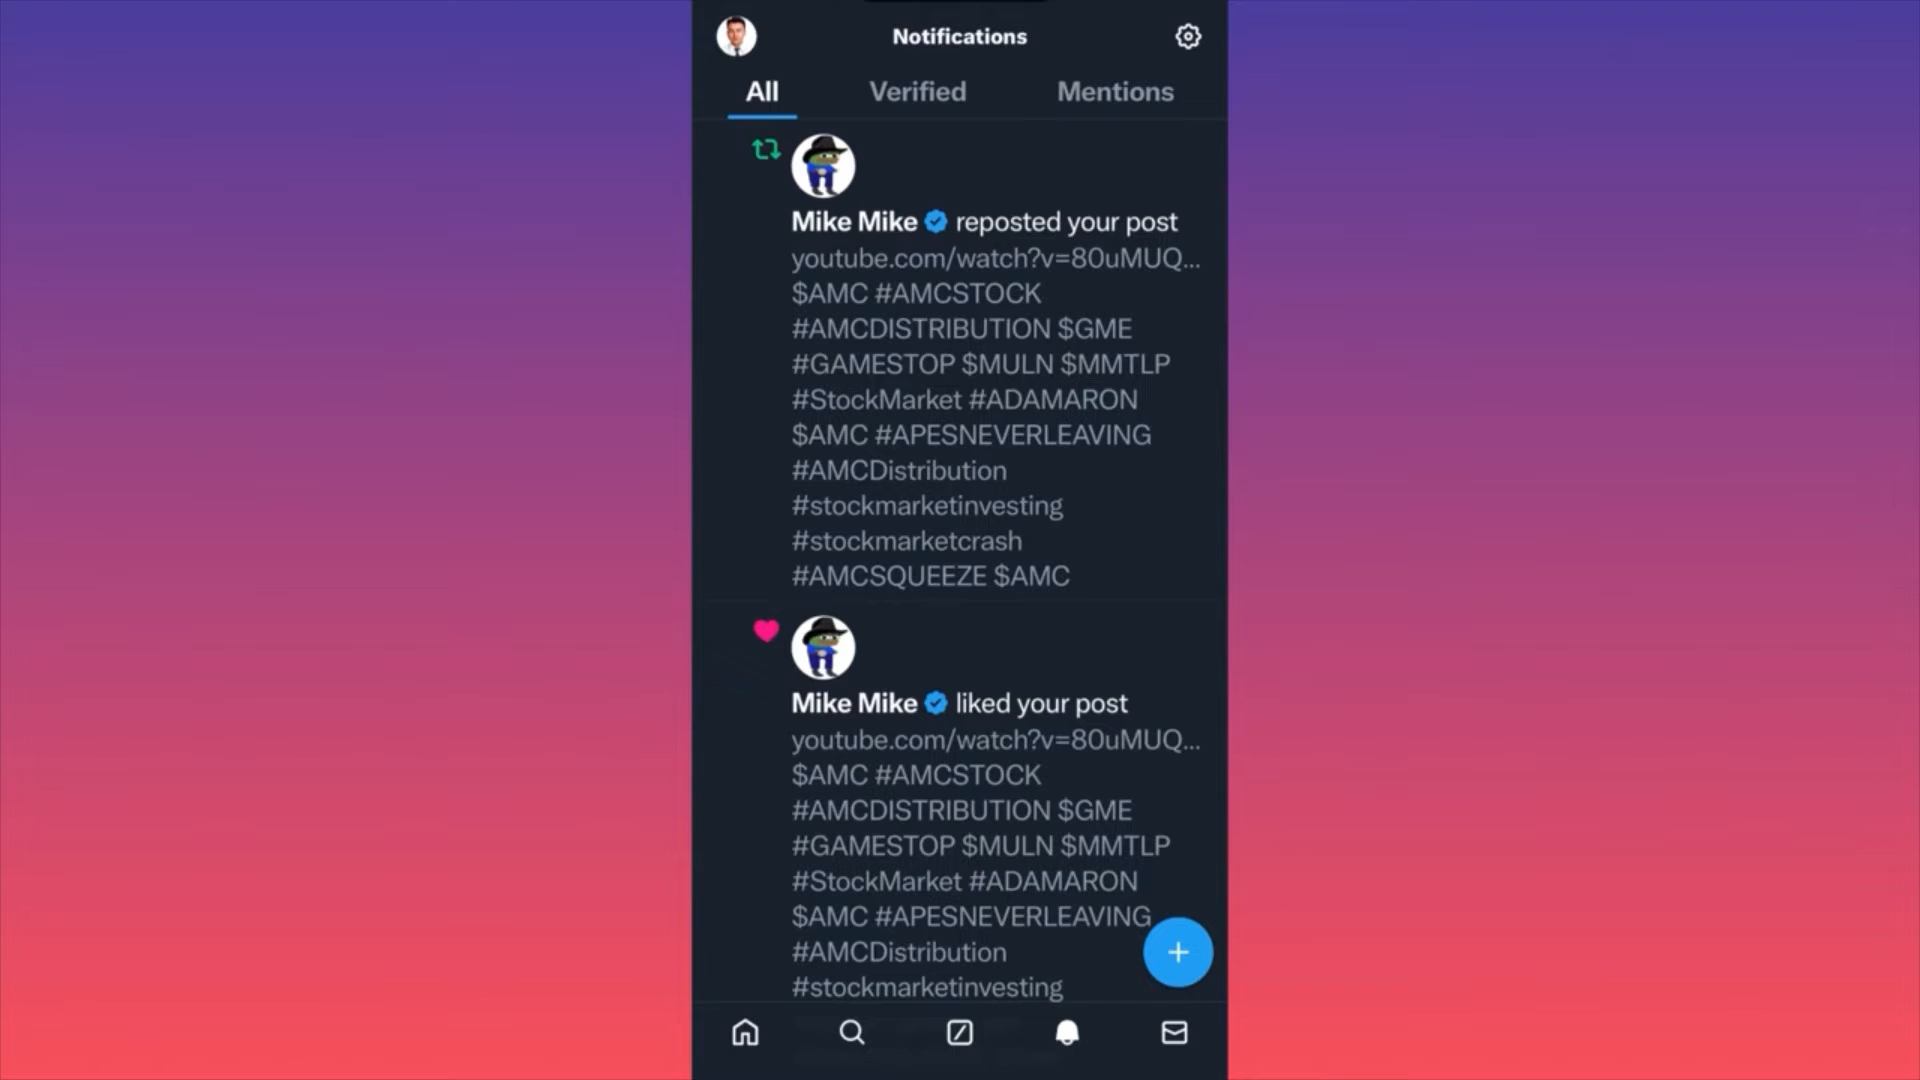 Notifications
All Verified Mentions
Mike Mike reposted your post
youtube.com/watch?v=80uMUQ...
$AMC #AMCSTOCK
#AMCDISTRIBUTION $GME
#GAMESTOP $MULN $MMTLP
#StockMarket #ADAMARON
$AMC #APESNEVERLEAVING
#AMCDistribution
#stockmarketinvesting
#stockmarketcrash
#AMCSQUEEZE $AMC
Mike Mike liked your post
youtube.com/watch?v=80uMUQ...
$AMC #AMCSTOCK
#AMCDISTRIBUTION $GME
#GAMESTOP $MULN $MMTLP
#StockMarket #ADAMARON
$AMC #APESNEVERLEAVING
#AMCDistribution
#stockmarketinvesting